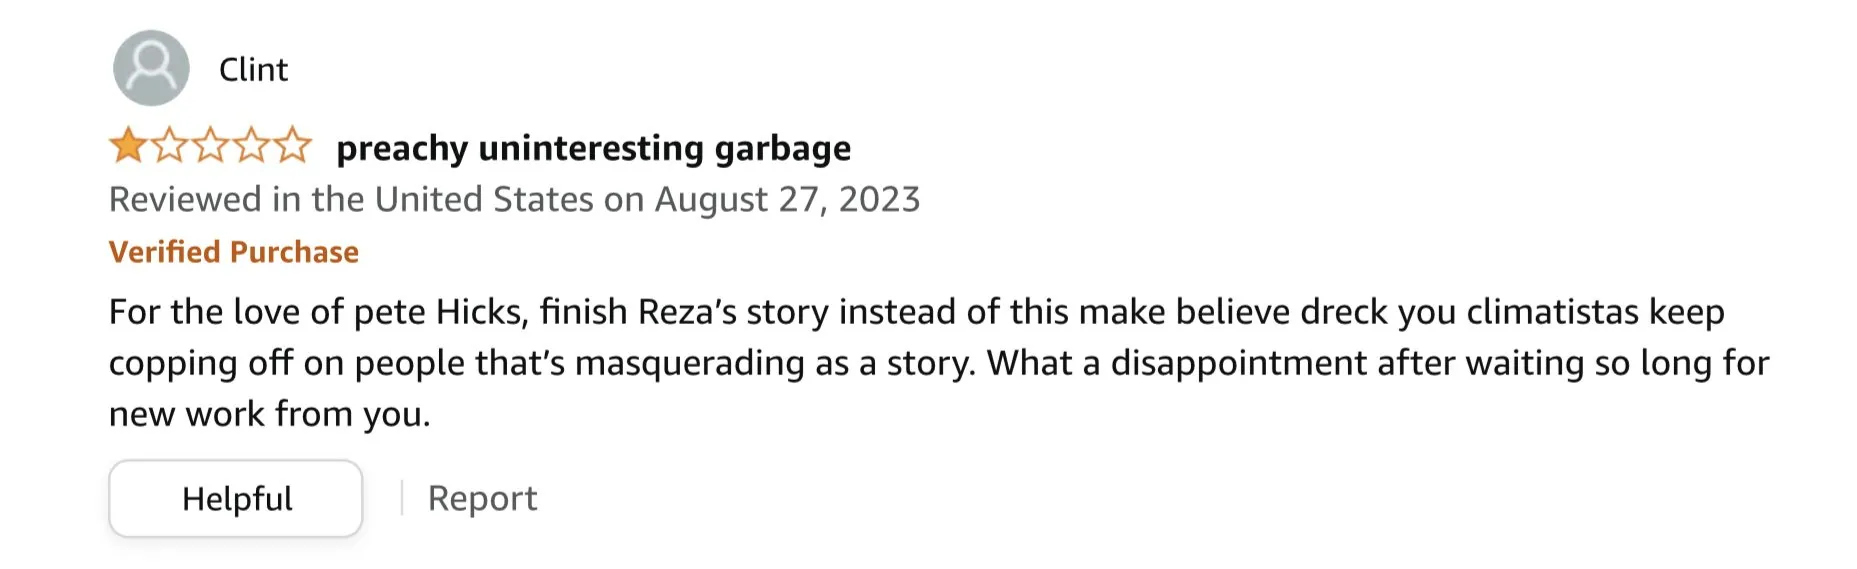 Clint
preachy uninteresting garbage
Reviewed in the United States on August 27, 2023
Verified Purchase
For the love of pete Hicks, finish Reza’s story instead of this make believe dreck you climatistas keep
copping off on people that’s masquerading as a story. What a disappointment after waiting so long for
new work from you.
Helpful
Report